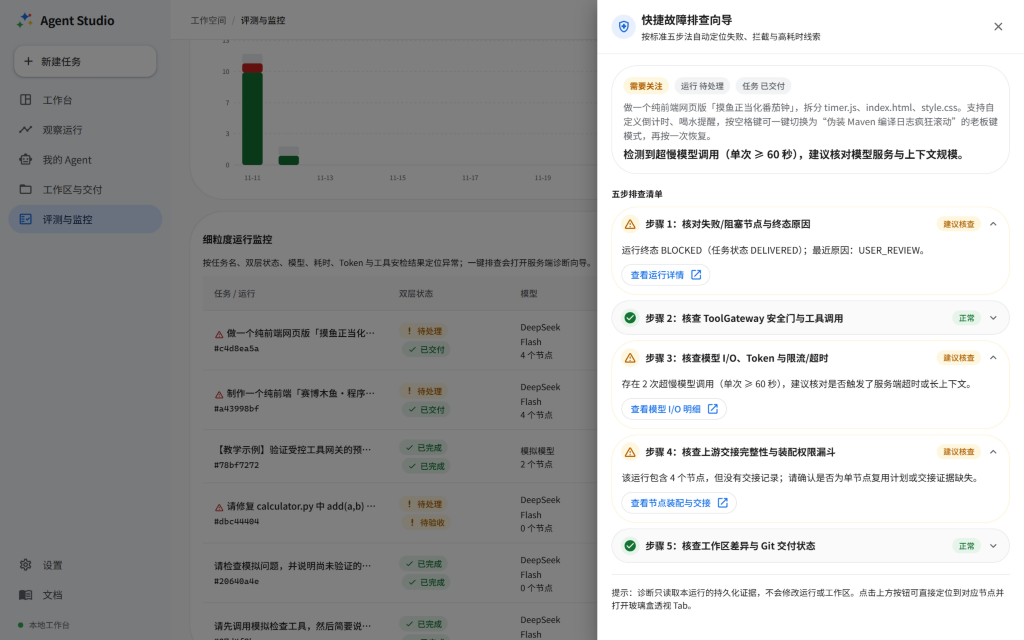 Agent Studio
新建任务
工作台
观察运行
我的 Agent
工作区与交付
评测与监控
设置
文档
本地工作台
工作空间 / 评测与监控
13
10
7
3
0
11-11
11-13
11-15
11-17
11-19
细粒度运行监控
按任务名、双层状态、模型、耗时、Token 与工具安检结果定位异常；一键排查会打开服务端诊断向导。
任务 / 运行
双层状态
模型
做一个纯前端网页版「摸鱼正当化…
#c4d8ea5a
待处理
已交付
DeepSeek
Flash
4 个节点
制作一个纯前端「赛博木鱼・程序…
#a43998bf
待处理
已交付
DeepSeek
Flash
4 个节点
【教学示例】验证受控工具网关的预…
#78bf7272
已完成
已完成
模拟模型
2 个节点
请修复 calculator.py 中 add(a,b) …
#dbc44404
待处理
待验收
DeepSeek
Flash
0 个节点
请检查模拟问题，并说明尚未验证的…
#20640a4e
已完成
已完成
DeepSeek
Flash
0 个节点
请先调用模拟检查工具，然后简要说…
已完成
DeepSeek
Flash
快捷故障排查向导
按标准五步法自动定位失败、拦截与高耗时线索
需要关注
运行 待处理
任务 已交付
做一个纯前端网页版「摸鱼正当化番茄钟」，拆分 timer.js、index.html、style.css。支持自
定义倒计时、喝水提醒，按空格键可一键切换为“伪装 Maven 编译日志疯狂滚动”的老板键
模式，再按一次恢复。
检测到超慢模型调用（单次 ≥ 60 秒），建议核对模型服务与上下文规模。
五步排查清单
步骤 1：核对失败/阻塞节点与终态原因
建议核查
运行终态 BLOCKED（任务状态 DELIVERED）；最近原因：USER_REVIEW。
查看运行详情
步骤 2：核查 ToolGateway 安全门与工具调用
正常
步骤 3：核查模型 I/O、Token 与限流/超时
建议核查
存在 2 次超慢模型调用（单次 ≥ 60 秒），建议核对是否触发了服务端超时或长上下文。
查看模型 I/O 明细
步骤 4：核查上游交接完整性与装配权限漏斗
建议核查
该运行包含 4 个节点，但没有交接记录；请确认是否为单节点复用计划或交接证据缺失。
查看节点装配与交接
步骤 5：核查工作区差异与 Git 交付状态
正常
提示：诊断只读取本运行的持久化证据，不会修改运行或工作区。点击上方按钮可直接定位到对应节点并
打开玻璃盒透视 Tab。